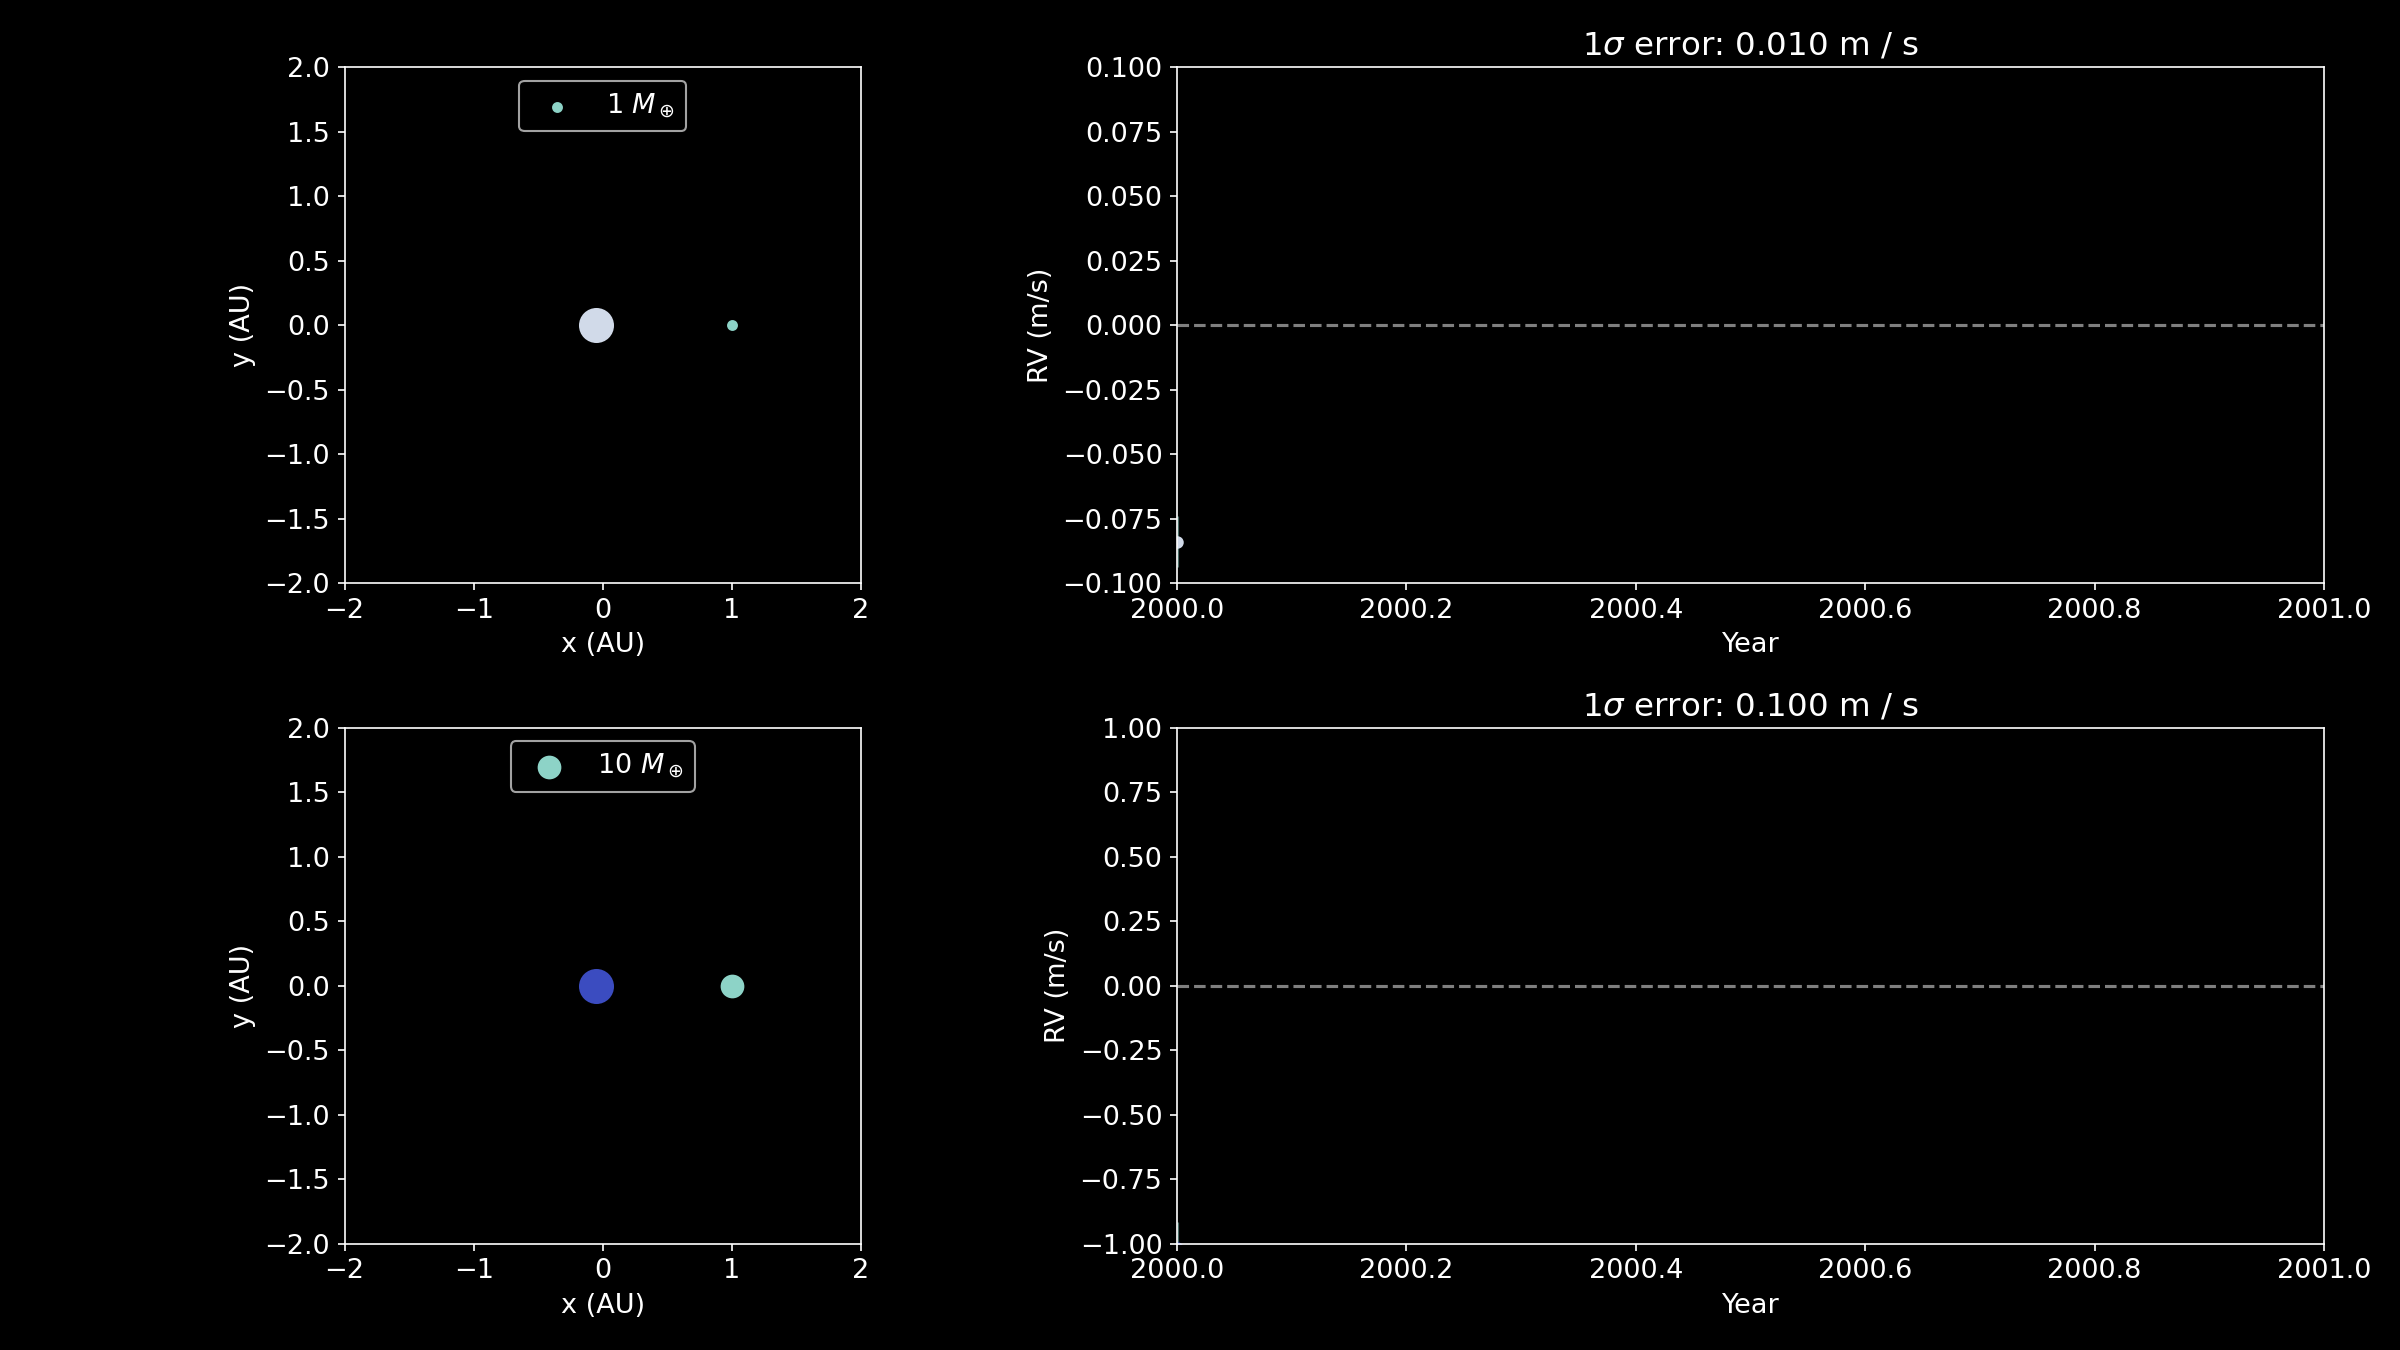 1σ error: 0.010 m / s
1 M⊕
2.0
1.5
1.0
0.5
0.0
−0.5
−1.0
−1.5
−2.0
y (AU)
−2 −1 0 1 2
x (AU)
0.100
0.075
0.050
0.025
0.000
−0.025
−0.050
−0.075
−0.100
RV (m/s)
2000.0 2000.2 2000.4 2000.6 2000.8 2001.0
Year
1σ error: 0.100 m / s
10 M⊕
2.0
1.5
1.0
0.5
0.0
−0.5
−1.0
−1.5
−2.0
y (AU)
−2 −1 0 1 2
x (AU)
1.00
0.75
0.50
0.25
0.00
−0.25
−0.50
−0.75
−1.00
RV (m/s)
2000.0 2000.2 2000.4 2000.6 2000.8 2001.0
Year